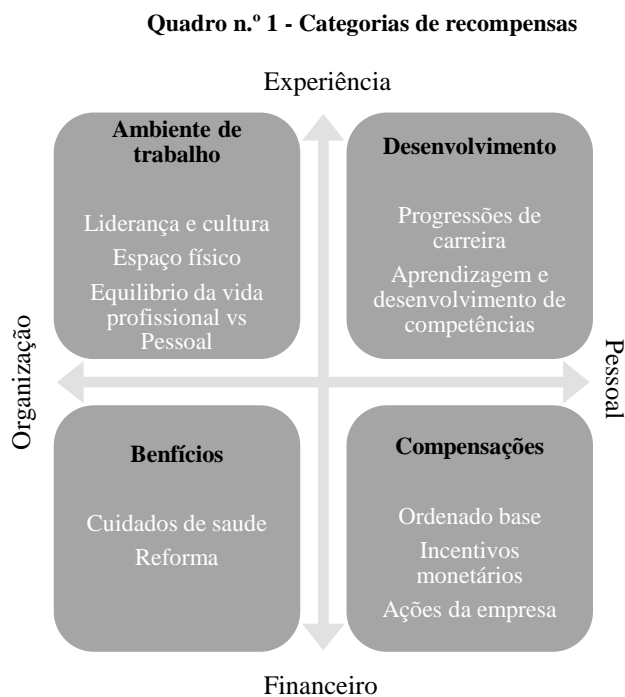 Quadro n.º 1 - Categorias de recompensas
Experiência
Ambiente de
trabalho
Liderança e cultura
Espaço físico
Equilibrio da vida
profissional vs
Pessoal
Desenvolvimento
Progressões de
carreira
Aprendizagem e
desenvolvimento de
competências
Organização
Pessoal
Benfícios
Cuidados de saude
Reforma
Compensações
Ordenado base
Incentivos
monetários
Ações da empresa
Financeiro